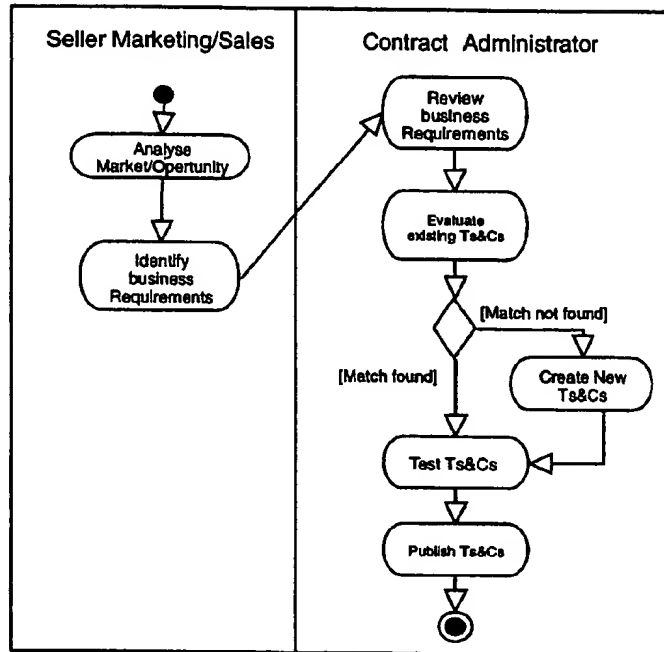 Seller Marketing/Sales
Analyse
Market/Opertunity
Identify
business
Requirements
Contract Administrator
Review
business
Requirements
Evaluate
existing Ts&Cs
[Match not found]
[Match found]
Create New
Ts&Cs
Test Ts&Cs
Publish Ts&Cs